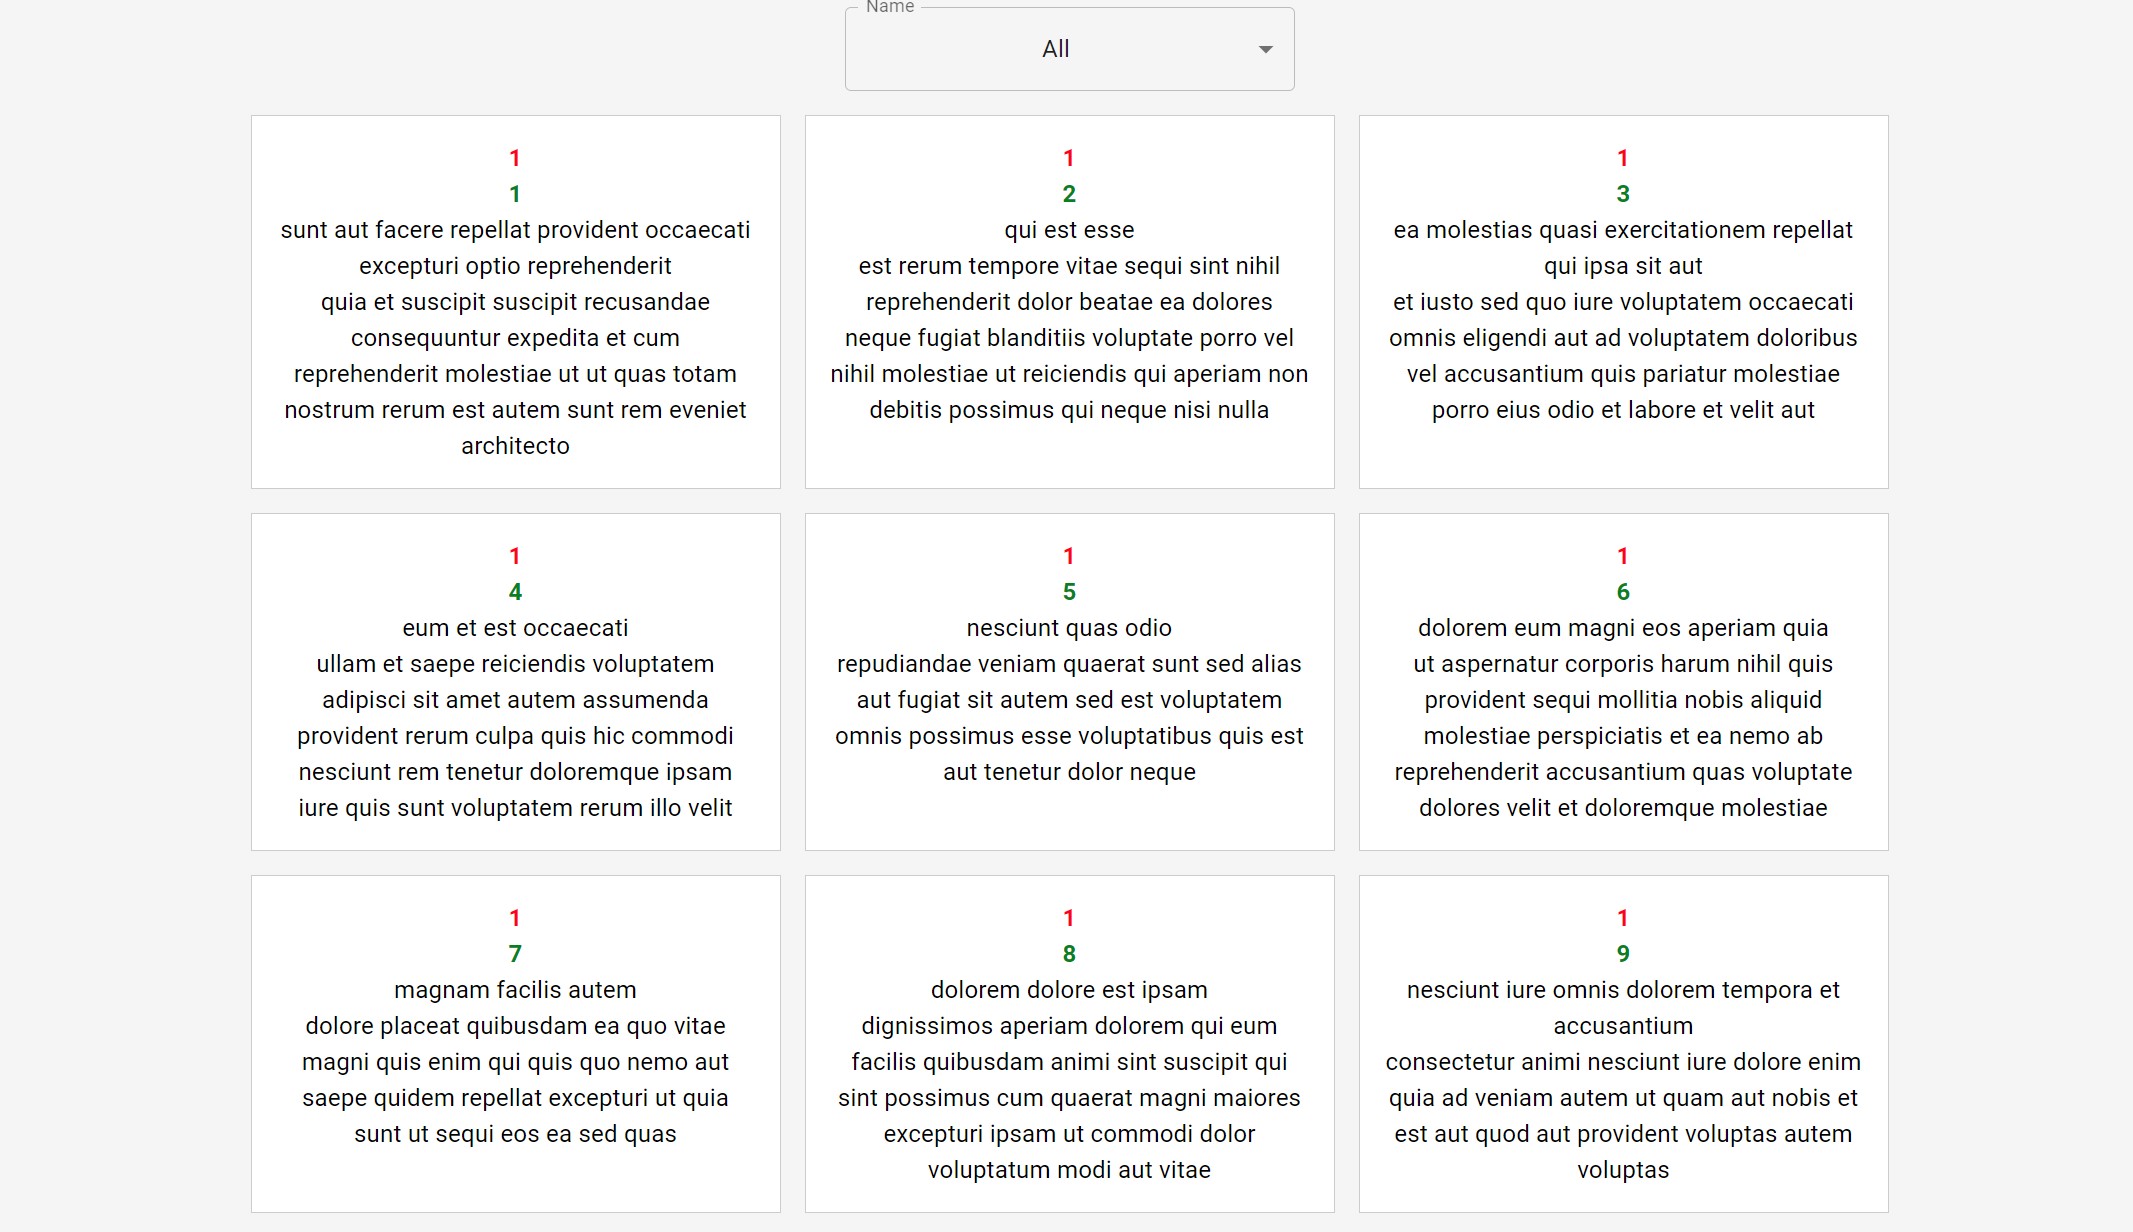 Name
All
1
1
sunt aut facere repellat provident occaecati
excepturi optio reprehenderit
quia et suscipit suscipit recusandae
consequuntur expedita et cum
reprehenderit molestiae ut ut quas totam
nostrum rerum est autem sunt rem eveniet
architecto
1
2
qui est esse
est rerum tempore vitae sequi sint nihil
reprehenderit dolor beatae ea dolores
neque fugiat blanditiis voluptate porro vel
nihil molestiae ut reiciendis qui aperiam non
debitis possimus qui neque nisi nulla
1
3
ea molestias quasi exercitationem repellat
qui ipsa sit aut
et iusto sed quo iure voluptatem occaecati
omnis eligendi aut ad voluptatem doloribus
vel accusantium quis pariatur molestiae
porro eius odio et labore et velit aut
1
4
eum et est occaecati
ullam et saepe reiciendis voluptatem
adipisci sit amet autem assumenda
provident rerum culpa quis hic commodi
nesciunt rem tenetur doloremque ipsam
iure quis sunt voluptatem rerum illo velit
1
5
nesciunt quas odio
repudiandae veniam quaerat sunt sed alias
aut fugiat sit autem sed est voluptatem
omnis possimus esse voluptatibus quis est
aut tenetur dolor neque
1
6
dolorem eum magni eos aperiam quia
ut aspernatur corporis harum nihil quis
provident sequi mollitia nobis aliquid
molestiae perspiciatis et ea nemo ab
reprehenderit accusantium quas voluptate
dolores velit et doloremque molestiae
1
7
magnam facilis autem
dolore placeat quibusdam ea quo vitae
magni quis enim qui quis quo nemo aut
saepe quidem repellat excepturi ut quia
sunt ut sequi eos ea sed quas
1
8
dolorem dolore est ipsam
dignissimos aperiam dolorem qui eum
facilis quibusdam animi sint suscipit qui
sint possimus cum quaerat magni maiores
excepturi ipsam ut commodi dolor
voluptatum modi aut vitae
1
9
nesciunt iure omnis dolorem tempora et
accusantium
consectetur animi nesciunt iure dolore enim
quia ad veniam autem ut quam aut nobis et
est aut quod aut provident voluptas autem
voluptas